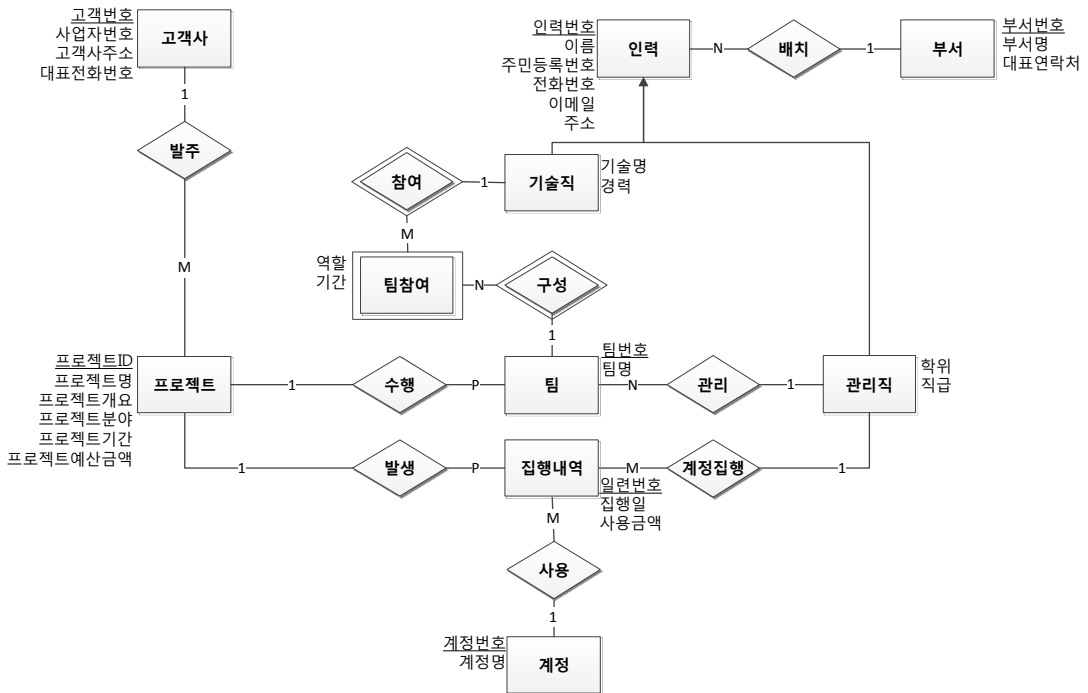 고객번호
사업자번호
고객사주소
대표전화번호
고객사
1
발주
M
인력번호
이름
주민등록번호
전화번호
이메일
주소
인력
N
배치
1
부서
부서번호
부서명
대표연락처
참여
1
기술직
기술명
경력
M
역할
기간
팀참여
N
구성
1
프로젝트ID
프로젝트명
프로젝트개요
프로젝트분야
프로젝트기간
프로젝트예산금액
프로젝트
1
수행
P
팀
팀번호
팀명
N
관리
1
관리직
학위
직급
1
발생
P
집행내역
M
계정집행
1
일련번호
집행일
사용금액
M
사용
1
계정번호
계정명
계정